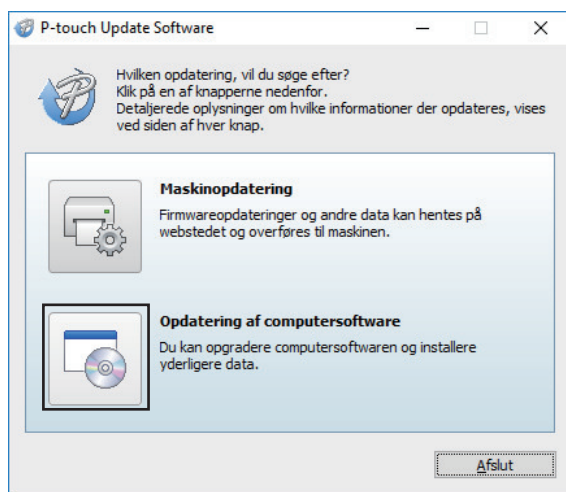 P-touch Update Software
Hvilken opdatering, vil du søge efter?
Klik på en af knapperne nedenfor.
Detaljerede oplysninger om hvilke informationer der opdateres, vises
ved siden af hver knap.
Maskinopdatering
Firmwareopdateringer og andre data kan hentes på
webstedet og overføres til maskinen.
Opdatering af computersoftware
Du kan opgradere computersoftwaren og installere
yderligere data.
Afslut